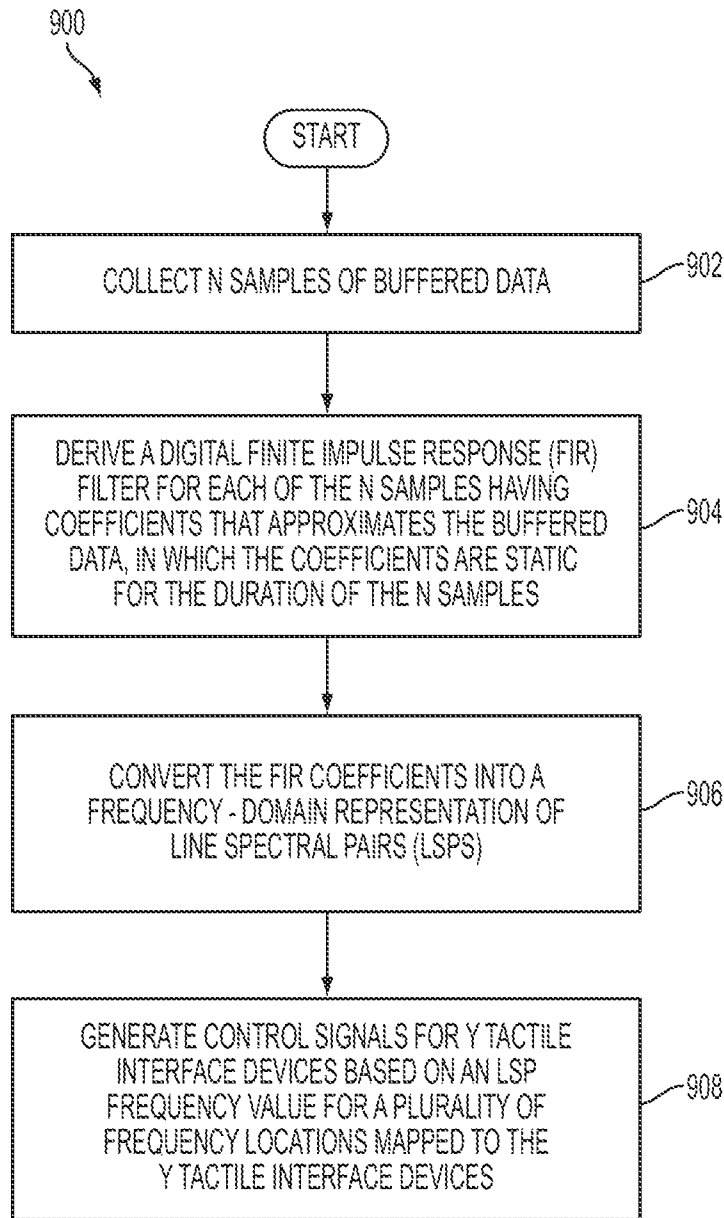 900
START
COLLECT N SAMPLES OF BUFFERED DATA
902
DERIVE A DIGITAL FINITE IMPULSE RESPONSE (FIR)
FILTER FOR EACH OF THE N SAMPLES HAVING
COEFFICIENTS THAT APPROXIMATES THE BUFFERED
DATA, IN WHICH THE COEFFICIENTS ARE STATIC
FOR THE DURATION OF THE N SAMPLES
904
CONVERT THE FIR COEFFICIENTS INTO A
FREQUENCY - DOMAIN REPRESENTATION OF
LINE SPECTRAL PAIRS (LSPS)
906
GENERATE CONTROL SIGNALS FOR Y TACTILE
INTERFACE DEVICES BASED ON AN LSP
FREQUENCY VALUE FOR A PLURALITY OF
FREQUENCY LOCATIONS MAPPED TO THE
Y TACTILE INTERFACE DEVICES
908